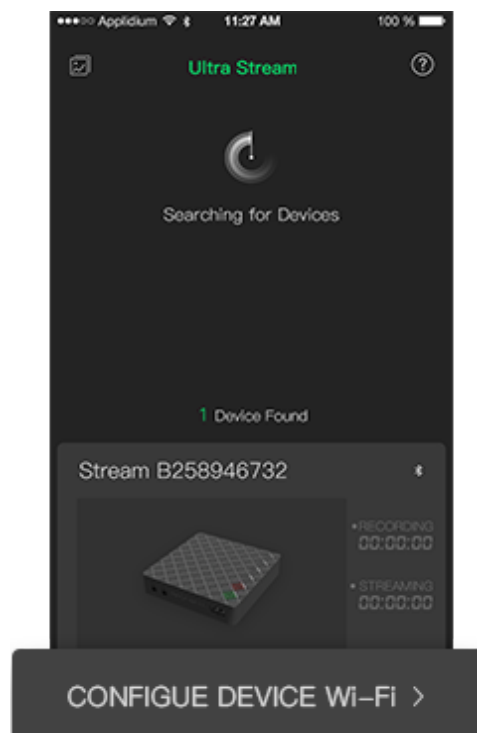 ●●●○○ Applidium 11:27 AM 100 %
Ultra Stream ?
Searching for Devices
1 Device Found
Stream B258946732
•RECORDING
00:00:00
•STREAMING
00:00:00
CONFIGUE DEVICE Wi-Fi >